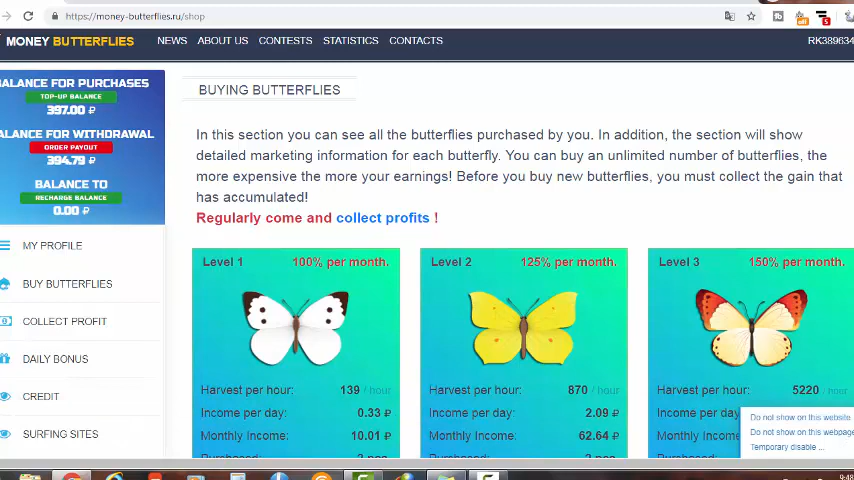 https://money-butterflies.ru/shop
MONEY BUTTERFLIES NEWS ABOUT US CONTESTS STATISTICS CONTACTS RK389634
ALANCE FOR PURCHASES
TOP-UP BALANCE
397.00 ₽
ALANCE FOR WITHDRAWAL
ORDER PAYOUT
394.79 ₽
BALANCE TO
RECHARGE BALANCE
0.00 ₽
MY PROFILE
BUY BUTTERFLIES
COLLECT PROFIT
DAILY BONUS
CREDIT
SURFING SITES
BUYING BUTTERFLIES
In this section you can see all the butterflies purchased by you. In addition, the section will show
detailed marketing information for each butterfly. You can buy an unlimited number of butterflies, the
more expensive the more your earnings! Before you buy new butterflies, you must collect the gain that
has accumulated!
Regularly come and collect profits !
Level 1 100% per month.
Harvest per hour: 139 / hour
Income per day: 0.33 ₽
Monthly Income: 10.01 ₽
Level 2 125% per month.
Harvest per hour: 870 / hour
Income per day: 2.09 ₽
Monthly Income: 62.64 ₽
Level 3 150% per month.
Harvest per hour: 5220 / hour
Income per day
Monthly Income
Do not show on this website
Do not show on this webpage
Temporary disable ...